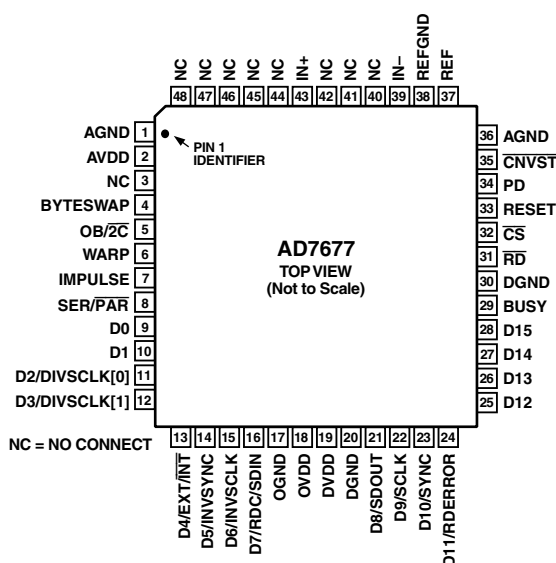 NC NC NC NC NC IN+ NC NC NC IN– REFGND REF
48 47 46 45 44 43 42 41 40 39 38 37
AGND 1
AVDD 2
NC 3
BYTESWAP 4
OB/2C 5
WARP 6
IMPULSE 7
SER/PAR 8
D0 9
D1 10
D2/DIVSCLK[0] 11
D3/DIVSCLK[1] 12
PIN 1
IDENTIFIER
AD7677
TOP VIEW
(Not to Scale)
36 AGND
35 CNVST
34 PD
33 RESET
32 CS
31 RD
30 DGND
29 BUSY
28 D15
27 D14
26 D13
25 D12
NC = NO CONNECT
13 14 15 16 17 18 19 20 21 22 23 24
D4/EXT/INT D5/INVSYNC D6/INVSCLK D7/RDC/SDIN OGND OVDD DVDD DGND D8/SDOUT D9/SCLK D10/SYNC D11/RDERROR